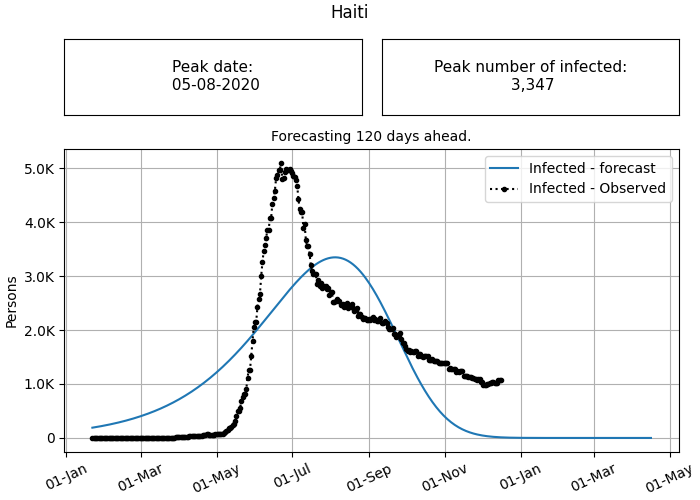 Haiti
Peak date:
05-08-2020
Peak number of infected:
3,347
Forecasting 120 days ahead.
Infected - forecast
Infected - Observed
Persons
5.0K
4.0K
3.0K
2.0K
1.0K
0
01-Jan
01-Mar
01-May
01-Jul
01-Sep
01-Nov
01-Jan
01-Mar
01-May